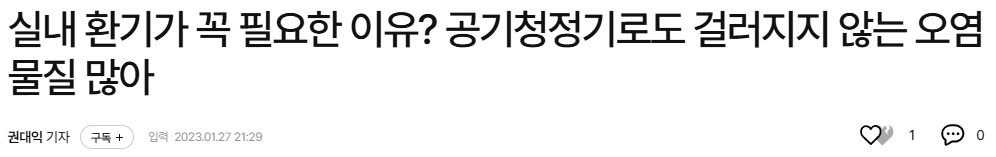 실내 환기가 꼭 필요한 이유? 공기청정기로도 걸러지지 않는 오염
물질 많아
권대익 기자 구독 + 입력 2023.01.27 21:29 1 0